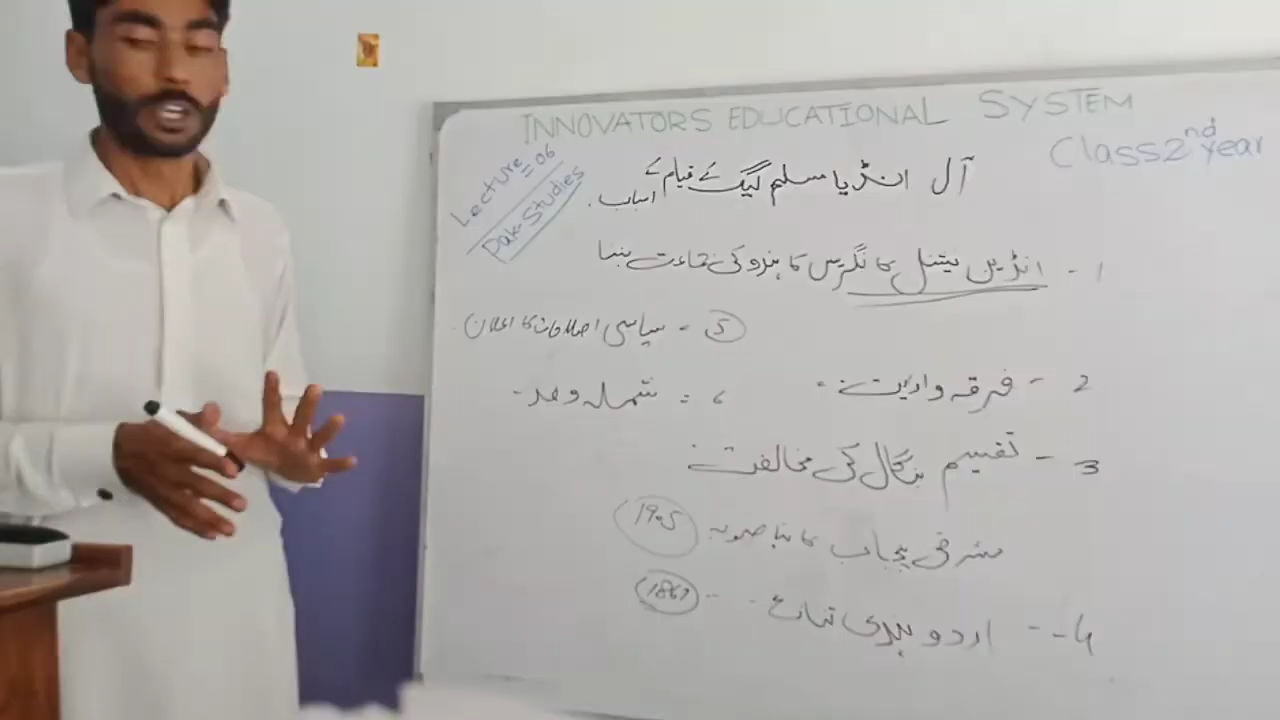 INNOVATORS EDUCATIONAL SYSTEM
Class 2nd year
Lecture = 06
Pak-Studies
آل انڈیا مسلم لیگ کے قیام کے اسباب .
1 - انڈین نیشنل کانگریس کا ہندو کی جماعت بننا
5 - سیاسی اصلاحات کا اعلان
2 - فرقہ واریت
6 = شملہ وفد -
3 - تقسیم بنگال کی مخالفت
مشرقی پنجاب کا نیا صوبہ 1905
4 -- اردو ہندی تنازع 1867